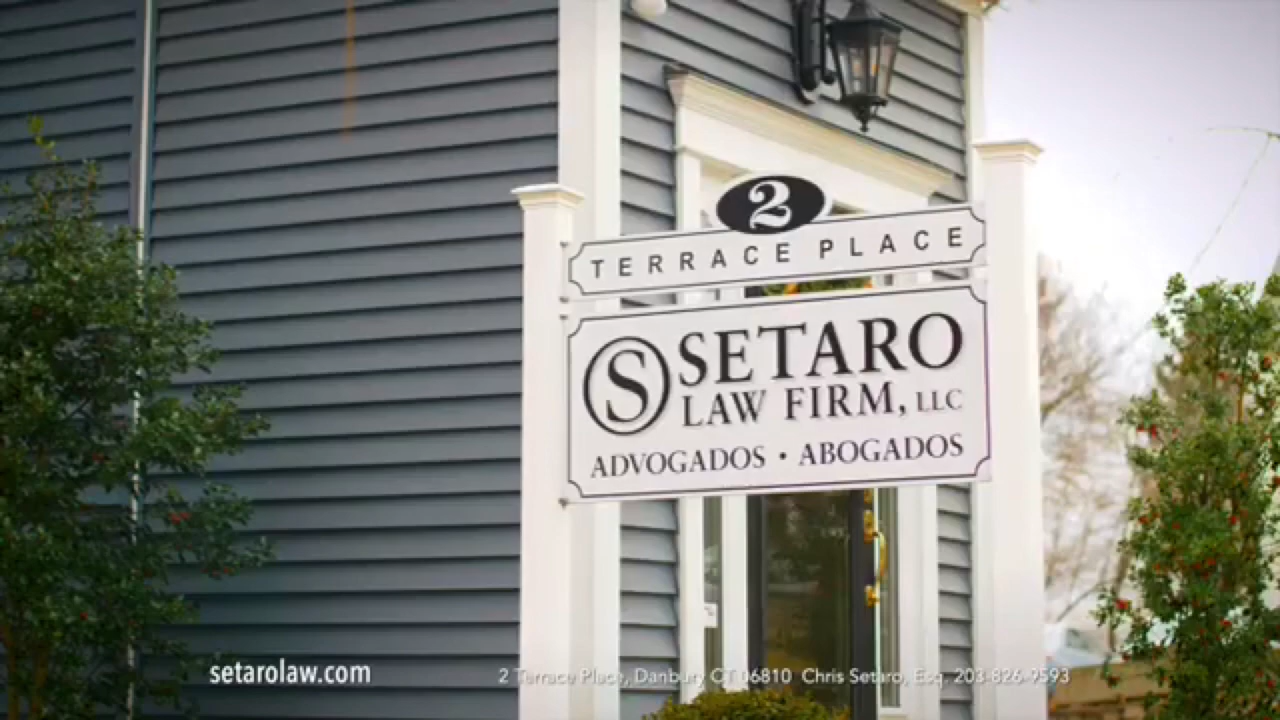 2
TERRACE PLACE
S SETARO
LAW FIRM, LLC
ADVOGADOS • ABOGADOS
setarolaw.com
2 Terrace Place, Danbury CT 06810 Chris Setaro, Esq. 203-826-9593